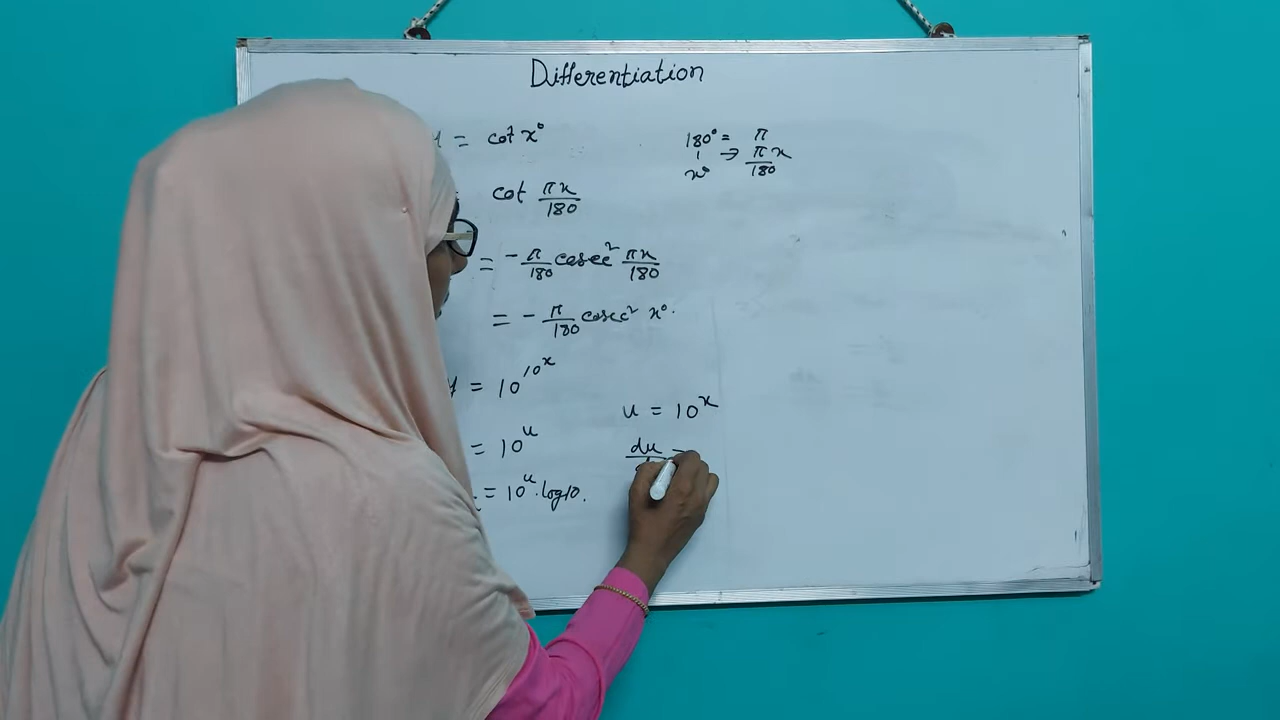 Differentiation
= cot x°
180° = π
1
x° → πx/180
cot πx/180
= -π/180 cosec² πx/180
= -π/180 cosec² x°.
y = 10^10^x
u = 10^x
= 10^u
du =
= 10^u . log10.